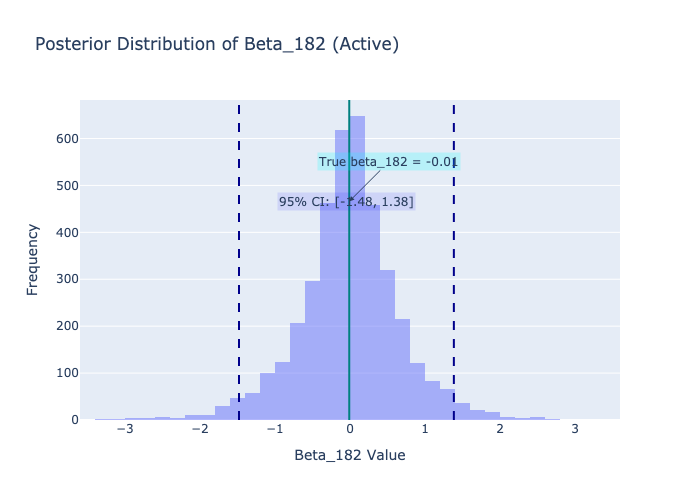 Posterior Distribution of Beta_182 (Active)
600
500
400
300
200
100
0
Frequency
True beta_182 = -0.01
95% CI: [-1.48, 1.38]
−3
−2
−1
0
1
2
3
Beta_182 Value